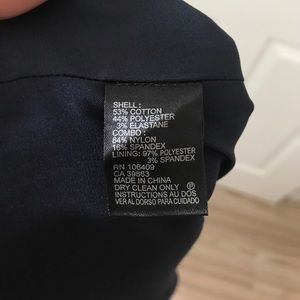 SHELL :
53% COTTON
44% POLYESTER
3% ELASTANE
COMBO :
84% NYLON
16% SPANDEX
LINING: 97% POLYESTER
3% SPANDEX
RN 106409
CA 39863
MADE IN CHINA
DRY CLEAN ONLY Ⓟ
INSTRUCTIONS AU DOS
VER AL DORSO PARA CUIDADO